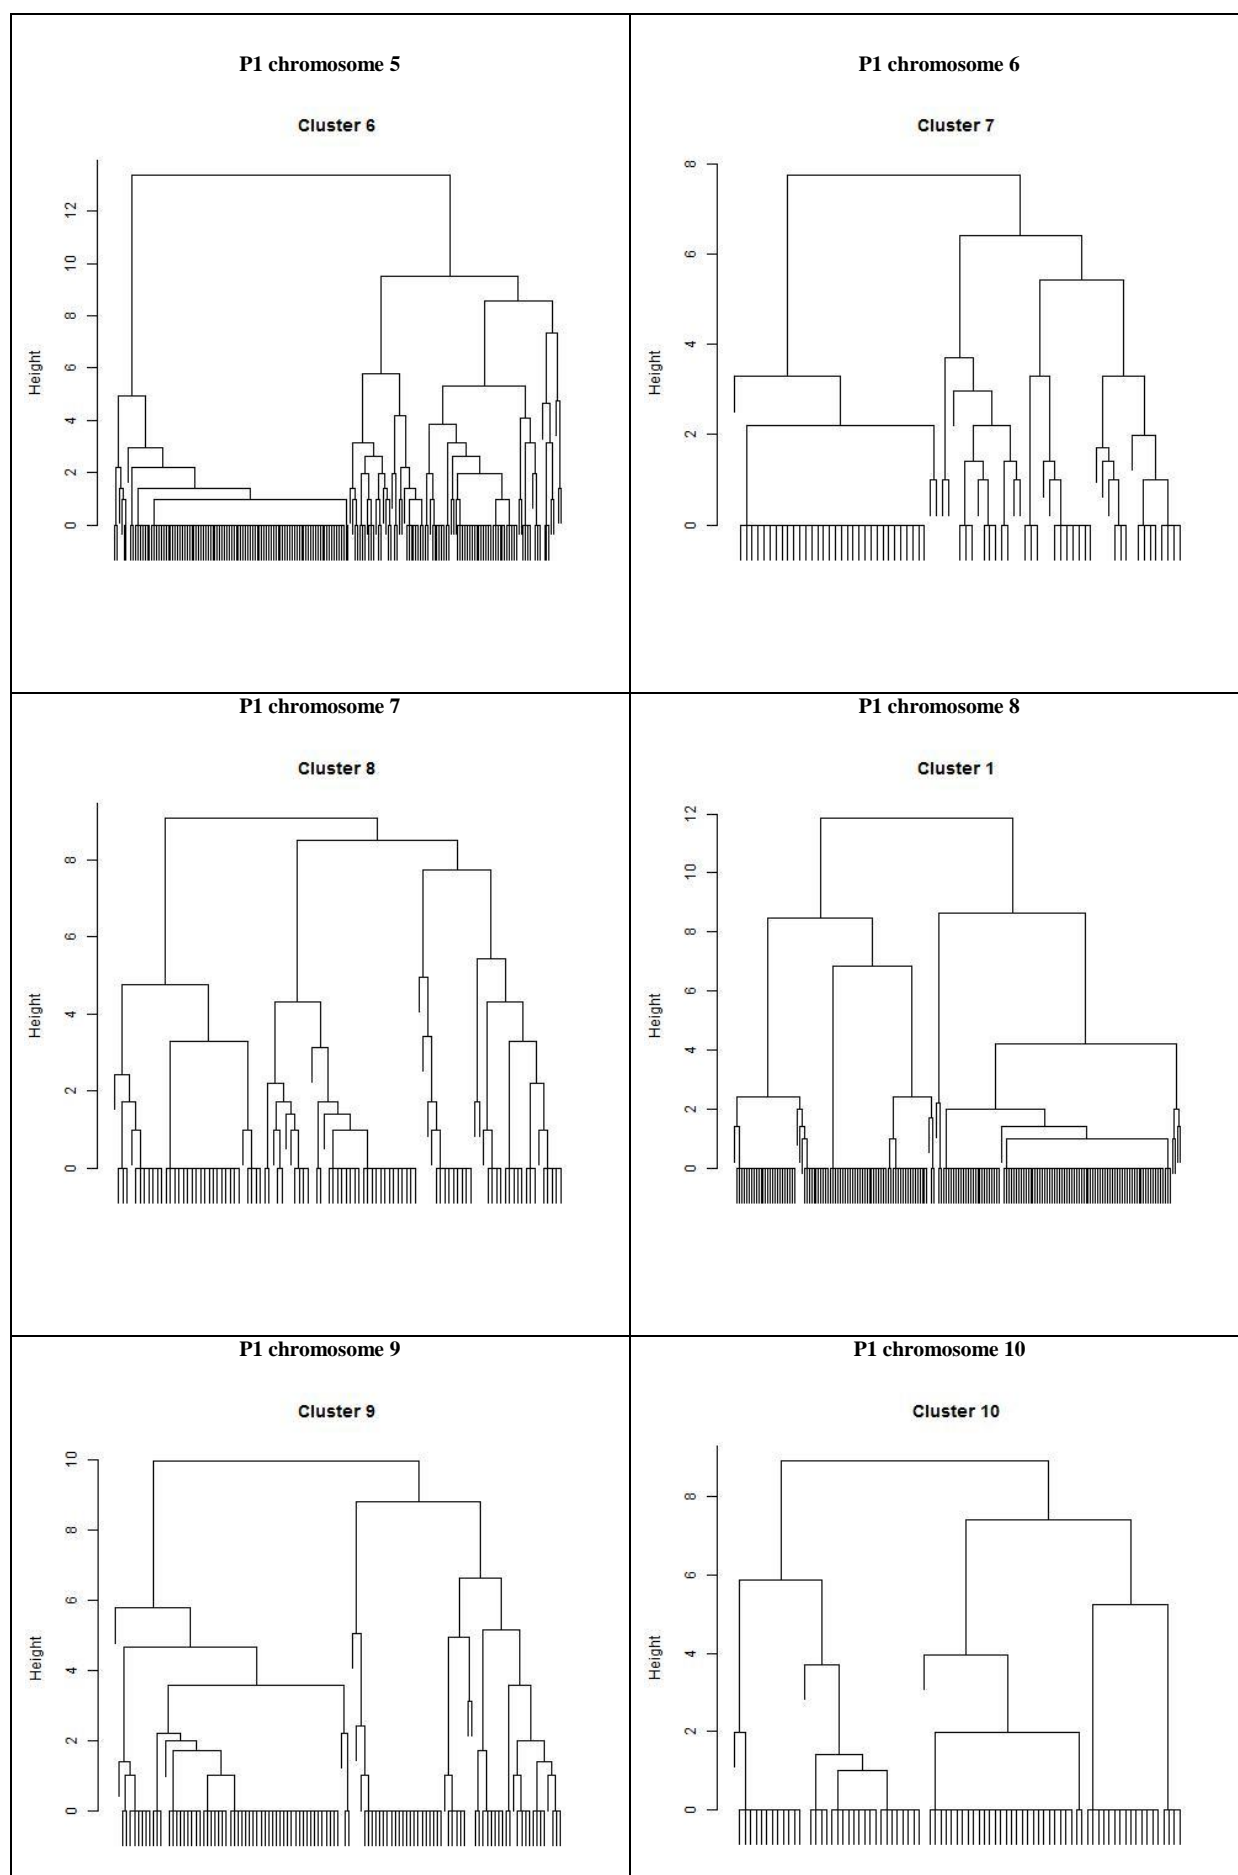 P1 chromosome 5
Cluster 6
Height
12
10
8
6
4
2
0
P1 chromosome 6
Cluster 7
Height
8
6
4
2
0
P1 chromosome 7
Cluster 8
Height
8
6
4
2
0
P1 chromosome 8
Cluster 1
Height
12
10
8
6
4
2
0
P1 chromosome 9
Cluster 9
Height
10
8
6
4
2
0
P1 chromosome 10
Cluster 10
Height
8
6
4
2
0